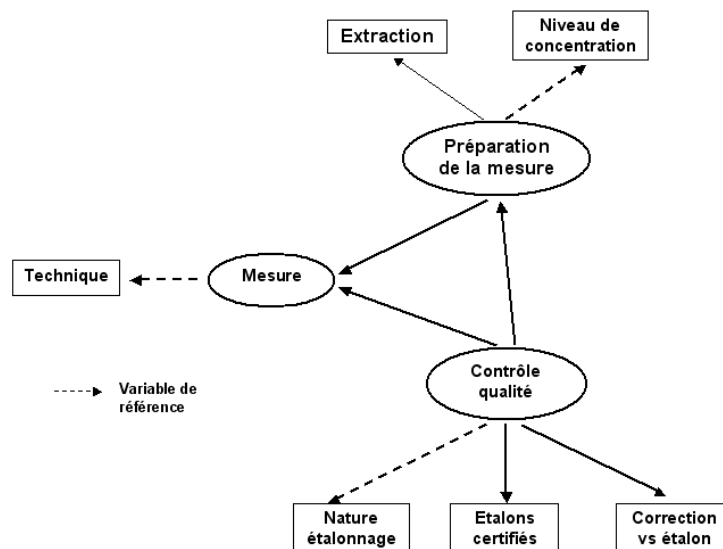 Extraction
Niveau de
concentration
Préparation
de la mesure
Technique
Mesure
Contrôle
qualité
Variable de
référence
Nature
étalonnage
Etalons
certifiés
Correction
vs étalon